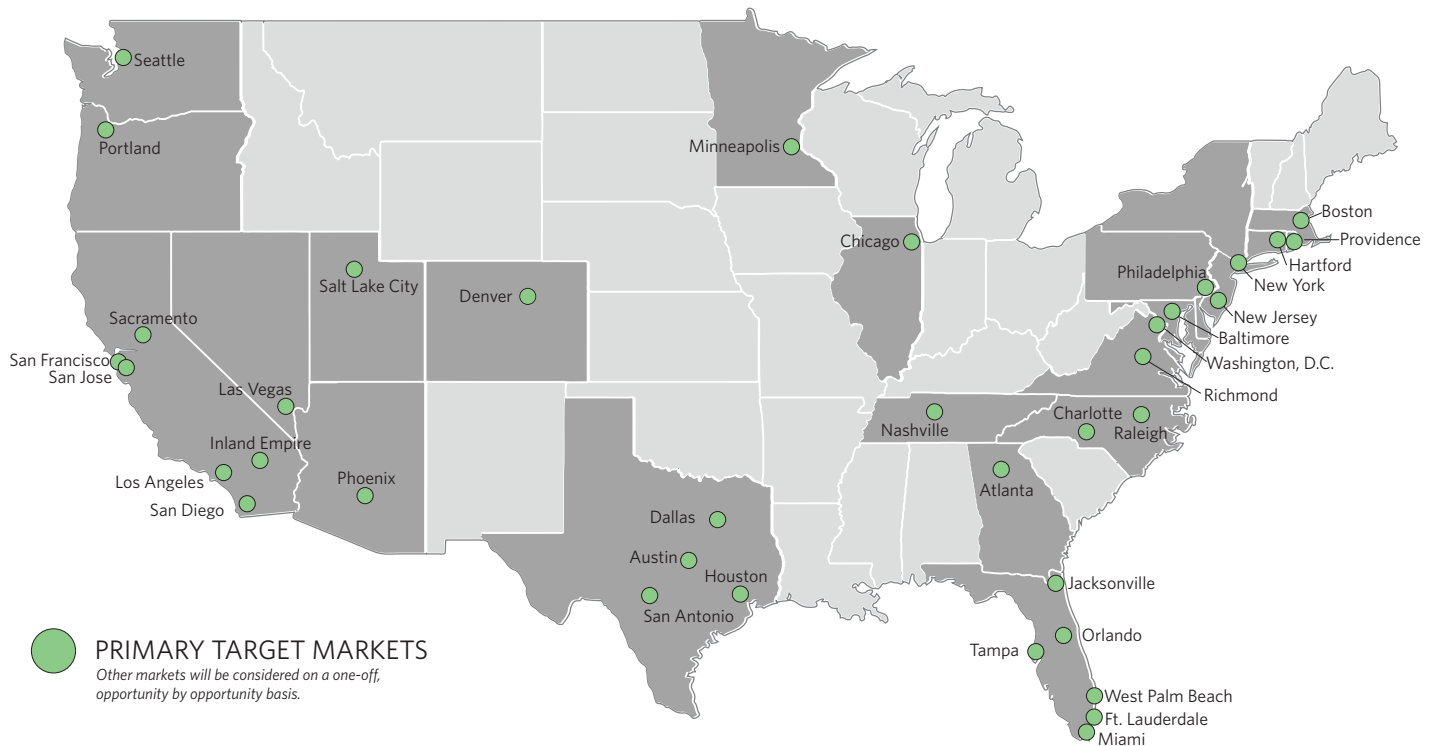 Seattle
Portland
Minneapolis
Boston
Providence
Chicago
Hartford
Philadelphia
New York
Salt Lake City
Denver
New Jersey
Sacramento
Baltimore
San Francisco
Washington, D.C.
San Jose
Las Vegas
Richmond
Charlotte
Nashville
Raleigh
Inland Empire
Los Angeles
Phoenix
Atlanta
San Diego
Dallas
Austin
Houston
Jacksonville
San Antonio
Orlando
Tampa
PRIMARY TARGET MARKETS
Other markets will be considered on a one-off,
opportunity by opportunity basis.
West Palm Beach
Ft. Lauderdale
Miami